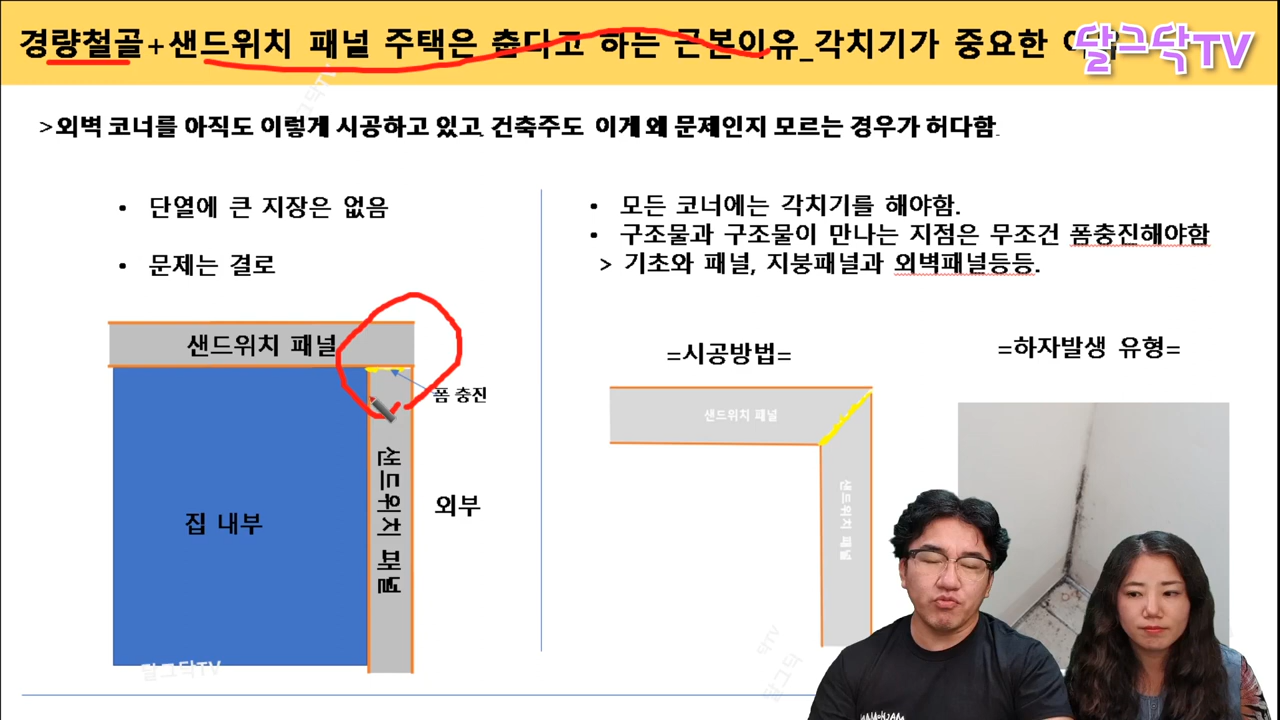 경량철골+샌드위치 패널 주택은 춥다고 하는 근본이유_각치기가 중요한
달그닥TV
>외벽 코너를 아직도 이렇게 시공하고 있고. 건축주도 이게 왜 문제인지 모르는 경우가 허다함.
• 단열에 큰 지장은 없음
• 문제는 결로
• 모든 코너에는 각치기를 해야함.
• 구조물과 구조물이 만나는 지점은 무조건 폼충진해야함
> 기초와 패널, 지붕패널과 외벽패널등등.
샌드위치 패널
폼 충진
샌드위치 패널
집 내부
외부
=시공방법=
샌드위치 패널
샌드위치 패널
=하자발생 유형=
달그닥TV